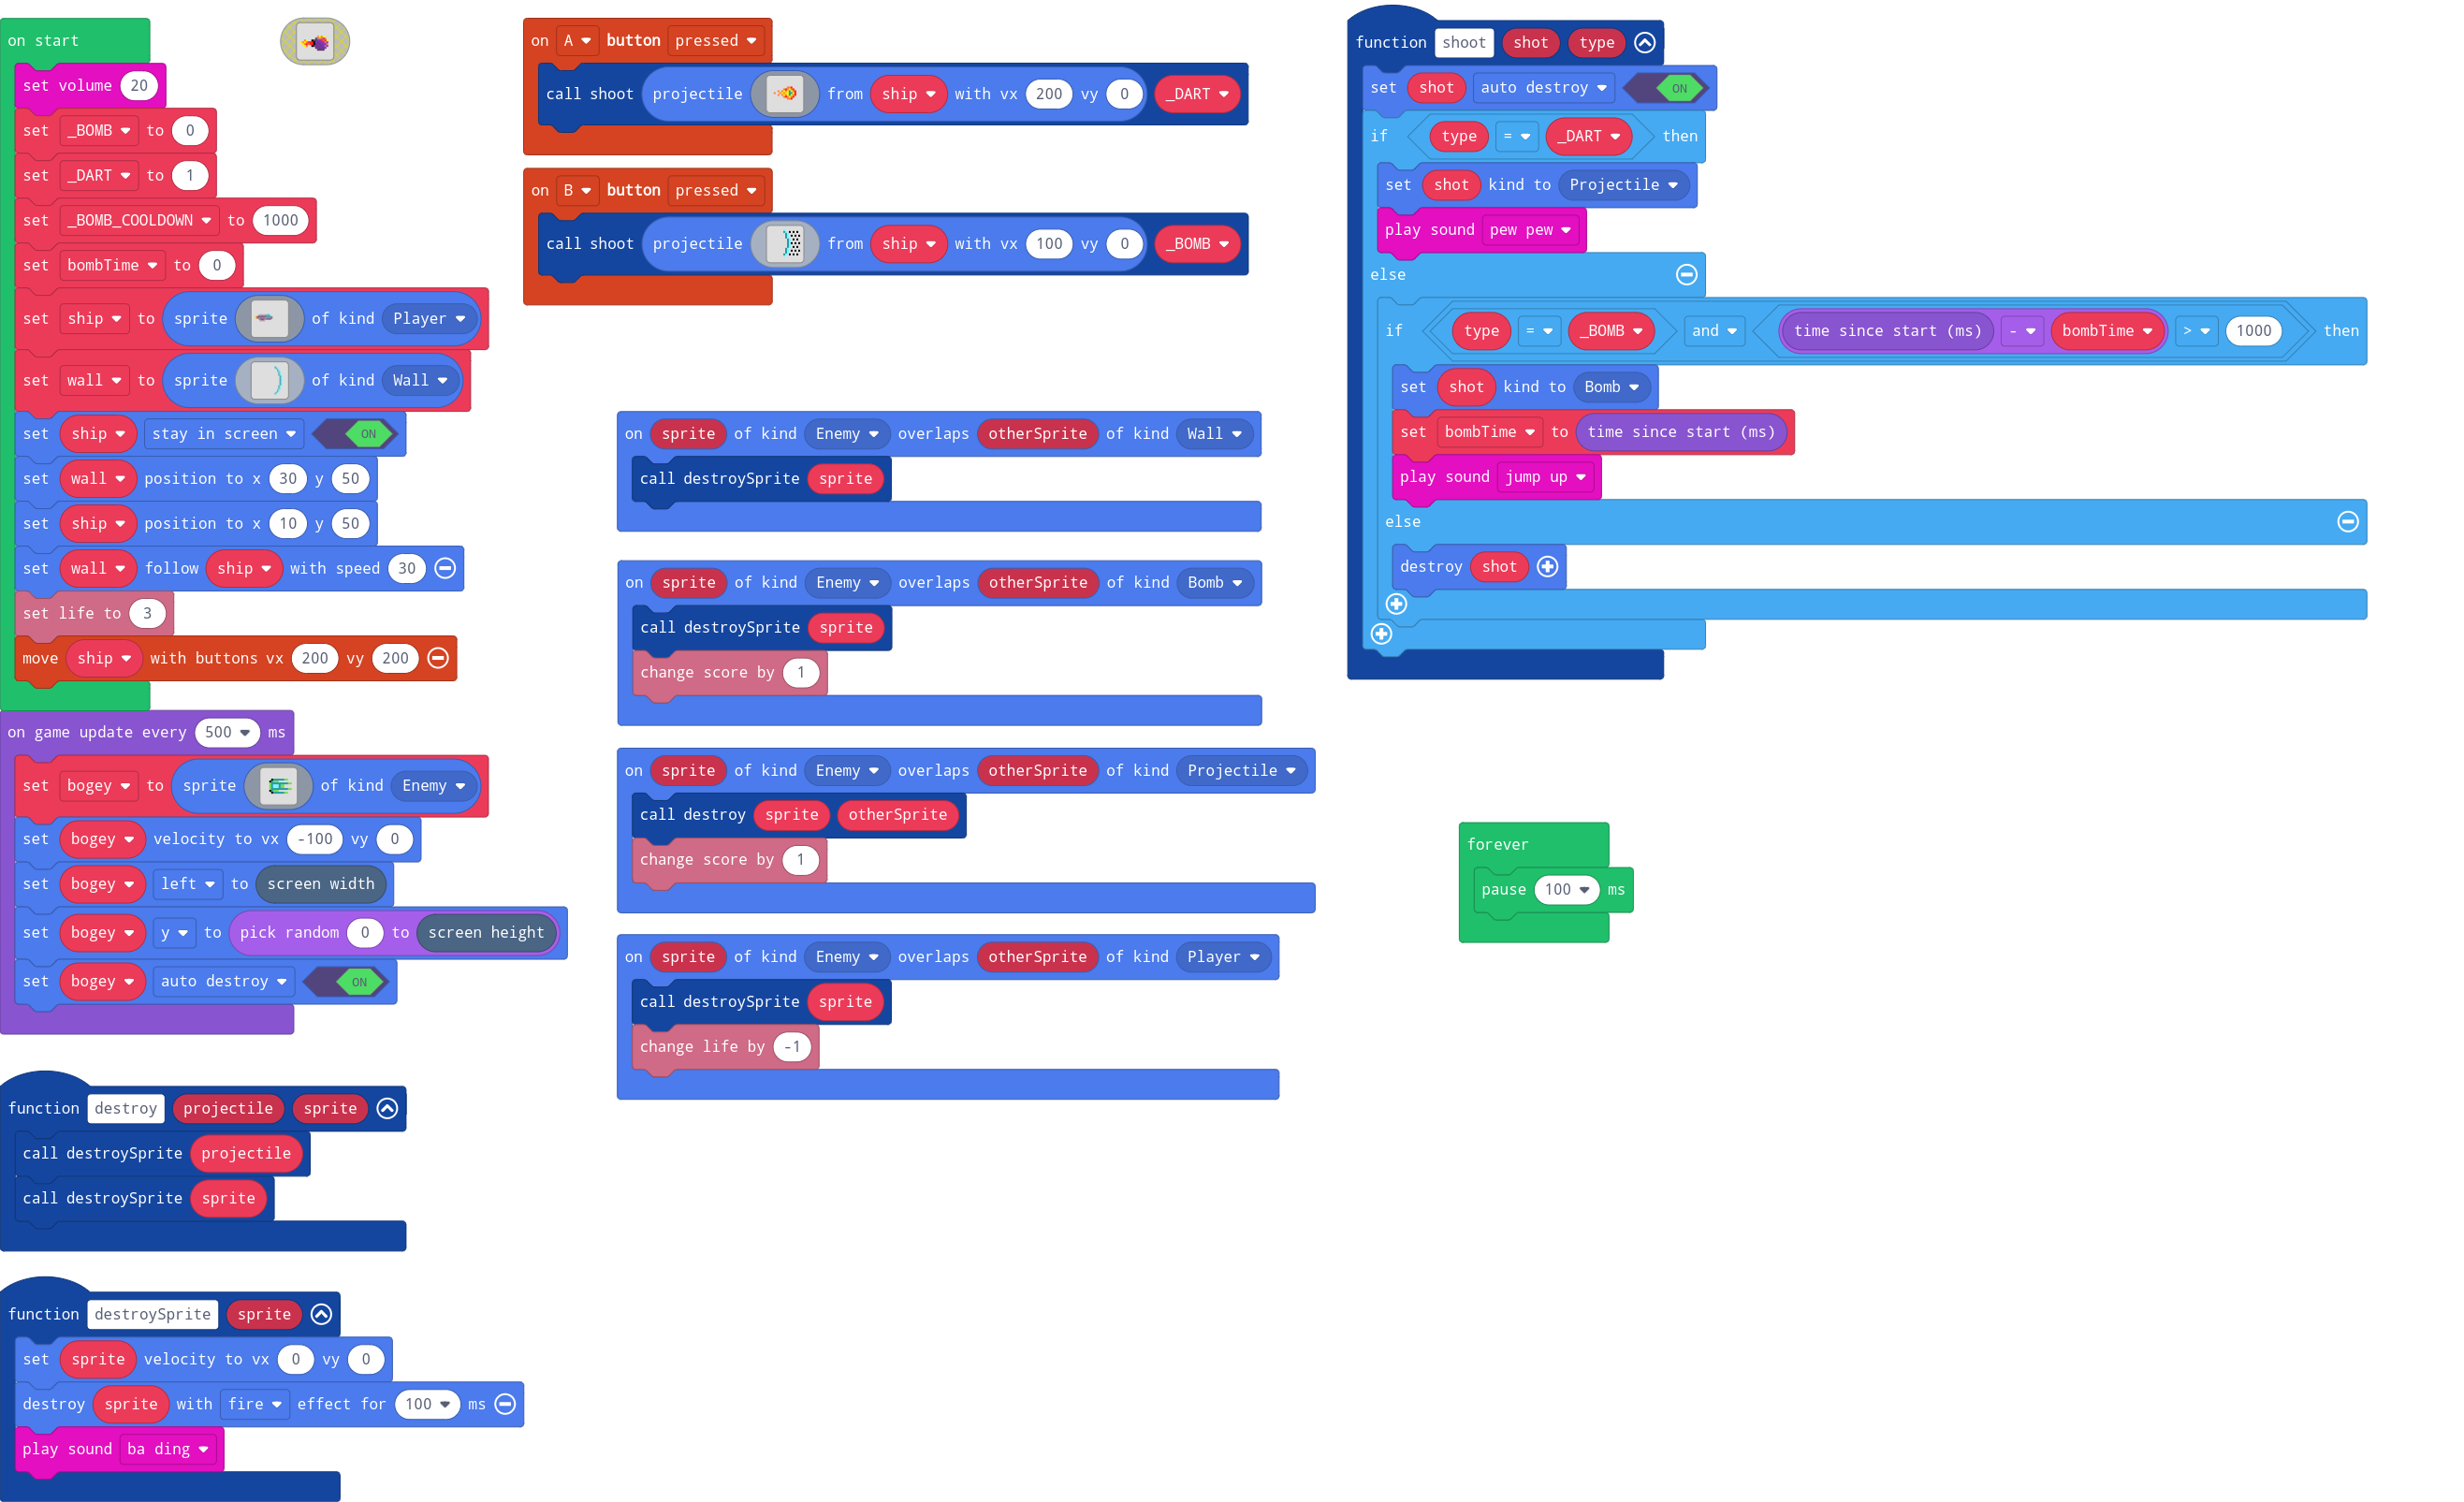 on start
set volume 20
set _BOMB to 0
set _DART to 1
set _BOMB_COOLDOWN to 1000
set bombTime to 0
set ship to sprite of kind Player
set wall to sprite of kind Wall
set ship stay in screen ON
set wall position to x 30 y 50
set ship position to x 10 y 50
set wall follow ship with speed 30
set life to 3
move ship with buttons vx 200 vy 200
on game update every 500 ms
set bogey to sprite of kind Enemy
set bogey velocity to vx -100 vy 0
set bogey left to screen width
set bogey y to pick random 0 to screen height
set bogey auto destroy ON
function destroy projectile sprite
call destroySprite projectile
call destroySprite sprite
function destroySprite sprite
set sprite velocity to vx 0 vy 0
destroy sprite with fire effect for 100 ms
play sound ba ding
on A button pressed
call shoot projectile from ship with vx 200 vy 0 _DART
on B button pressed
call shoot projectile from ship with vx 100 vy 0 _BOMB
on sprite of kind Enemy overlaps otherSprite of kind Wall
call destroySprite sprite
on sprite of kind Enemy overlaps otherSprite of kind Bomb
call destroySprite sprite
change score by 1
on sprite of kind Enemy overlaps otherSprite of kind Projectile
call destroy sprite otherSprite
change score by 1
on sprite of kind Enemy overlaps otherSprite of kind Player
call destroySprite sprite
change life by -1
function shoot shot type
set shot auto destroy ON
if type = _DART then
set shot kind to Projectile
play sound pew pew
else
if type = _BOMB and time since start (ms) - bombTime > 1000 then
set shot kind to Bomb
set bombTime to time since start (ms)
play sound jump up
else
destroy shot
forever
pause 100 ms